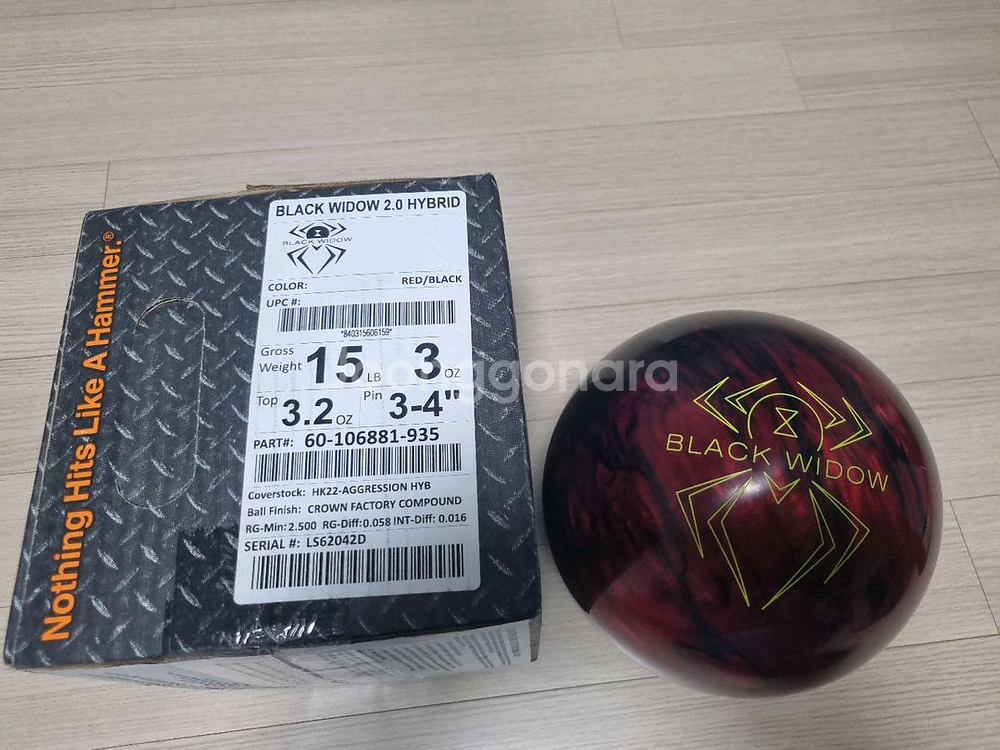 Nothing Hits Like A Hammer.®
BLACK WIDOW 2.0 HYBRID
BLACK WIDOW
COLOR: RED/BLACK
UPC #:
*840315606159*
Gross Weight 15 LB 3 OZ
Top 3.2 OZ Pin 3-4"
PART#: 60-106881-935
Coverstock: HK22-AGGRESSION HYB
Ball Finish: CROWN FACTORY COMPOUND
RG-Min: 2.500 RG-Diff: 0.058 INT-Diff: 0.016
SERIAL #: LS62042D
BLACK WIDOW